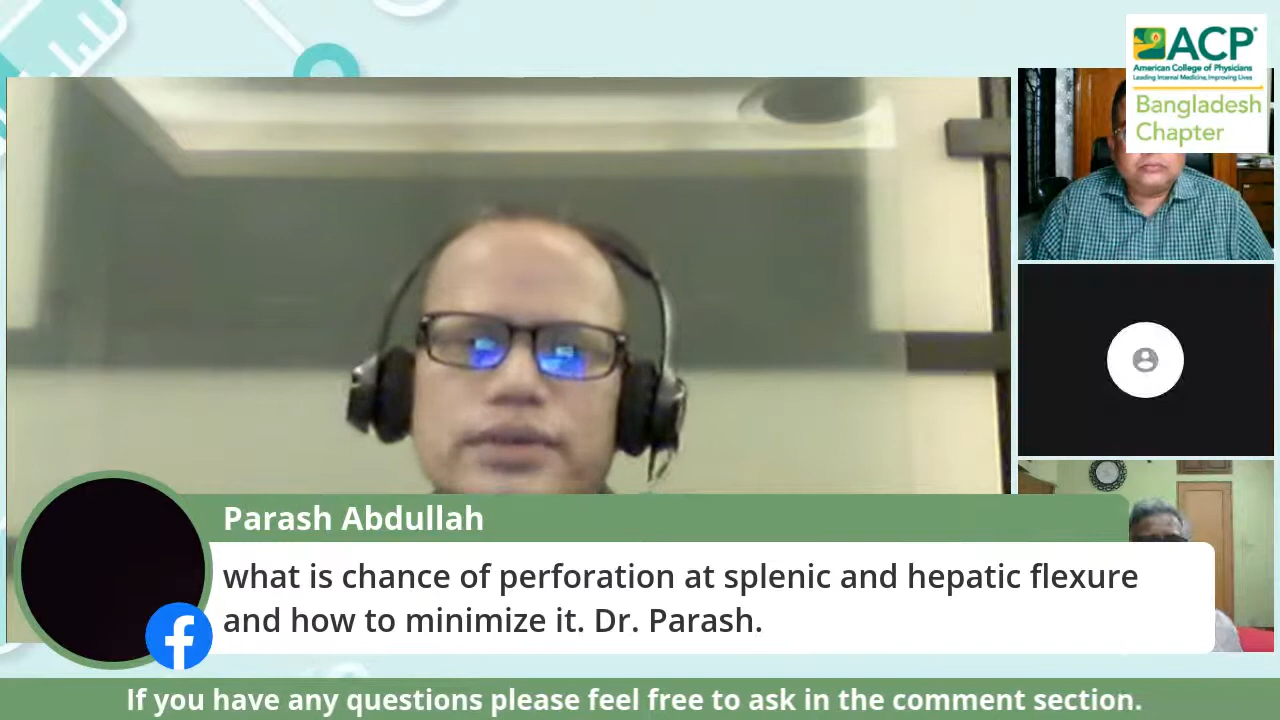 ACP
American College of Physicians
Leading Internal Medicine, Improving Lives
Bangladesh
Chapter
Parash Abdullah
what is chance of perforation at splenic and hepatic flexure
and how to minimize it. Dr. Parash.
If you have any questions please feel free to ask in the comment section.